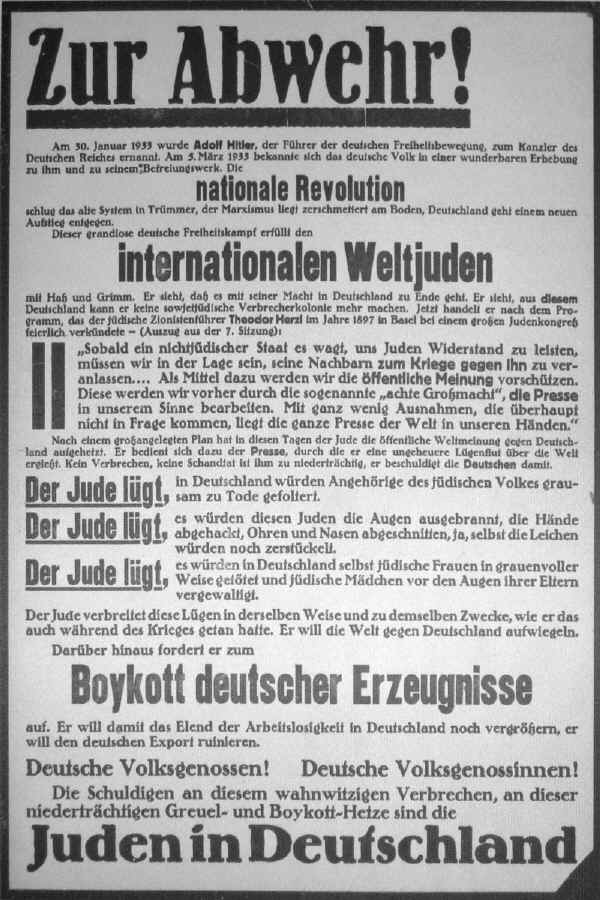 Zur Abwehr!
Am 30. Januar 1933 wurde Adolf Hitler, der Führer der deutschen Freiheitsbewegung, zum Kanzler des
Deutschen Reiches ernannt. Am 5. März 1933 bekannte sich das deutsche Volk in einer wunderbaren Erhebung
zu ihm und zu seinem Befreiungswerk. Die
nationale Revolution
schlug das alte System in Trümmer, der Marxismus liegt zerschmettert am Boden, Deutschland geht einem neuen
Aufstieg entgegen.
Dieser grandiose deutsche Freiheitskampf erfüllt den
internationalen Weltjuden
mit Haß und Grimm. Er sieht, daß es mit seiner Macht in Deutschland zu Ende geht. Er sieht, aus diesem
Deutschland kann er keine sowjetjüdische Verbrecherkolonie mehr machen. Jetzt handelt er nach dem Pro-
gramm, das der jüdische Zionistenführer Theodor Herzl im Jahre 1897 in Basel bei einem großen Judenkongreß
feierlich verkündete – (Auszug aus der 7. Sitzung):
„Sobald ein nichtjüdischer Staat es wagt, uns Juden Widerstand zu leisten,
müssen wir in der Lage sein, seine Nachbarn zum Kriege gegen ihn zu ver-
anlassen.... Als Mittel dazu werden wir die öffentliche Meinung vorschützen.
Diese werden wir vorher durch die sogenannte „achte Großmacht“, die Presse
in unserem Sinne bearbeiten. Mit ganz wenig Ausnahmen, die überhaupt
nicht in Frage kommen, liegt die ganze Presse der Welt in unseren Händen.“
Nach einem großangelegten Plan hat in diesen Tagen der Jude die öffentliche Weltmeinung gegen Deutsch-
land aufgehetzt. Er bedient sich dazu der Presse, durch die er eine ungeheure Lügenflut über die Welt
ergießt. Kein Verbrechen, keine Schandtat ist ihm zu niederträchtig, er beschuldigt die Deutschen damit.
Der Jude lügt, in Deutschland würden Angehörige des jüdischen Volkes grau-
sam zu Tode gefoltert.
Der Jude lügt, es würden diesen Juden die Augen ausgebrannt, die Hände
abgehackt, Ohren und Nasen abgeschnitten, ja, selbst die Leichen
würden noch zerstückelt.
Der Jude lügt, es würden in Deutschland selbst jüdische Frauen in grauenvoller
Weise getötet und jüdische Mädchen vor den Augen ihrer Eltern
vergewaltigt.
Der Jude verbreitet diese Lügen in derselben Weise und zu demselben Zwecke, wie er das
auch während des Krieges getan hatte. Er will die Welt gegen Deutschland aufwiegeln.
Darüber hinaus fordert er zum
Boykott deutscher Erzeugnisse
auf. Er will damit das Elend der Arbeitslosigkeit in Deutschland noch vergrößern, er
will den deutschen Export ruinieren.
Deutsche Volksgenossen! Deutsche Volksgenossinnen!
Die Schuldigen an diesem wahnwitzigen Verbrechen, an dieser
niederträchtigen Greuel- und Boykott-Hetze sind die
Juden in Deutschland